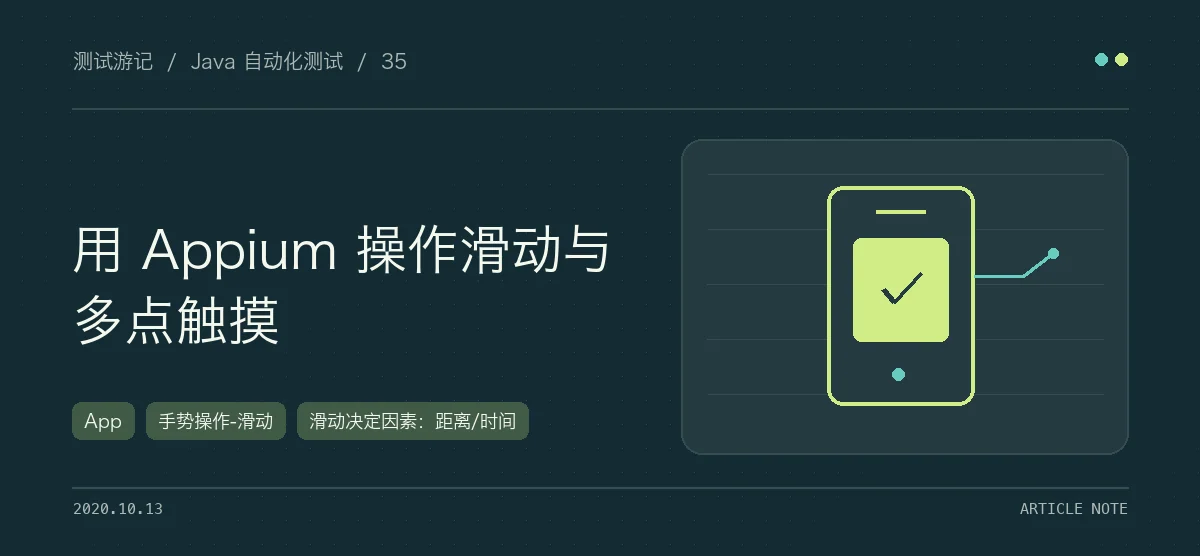 测试游记 / Java 自动化测试 / 35
用 Appium 操作滑动与
多点触摸
App 手势操作-滑动 滑动决定因素：距离/时间
2020.10.13 ARTICLE NOTE